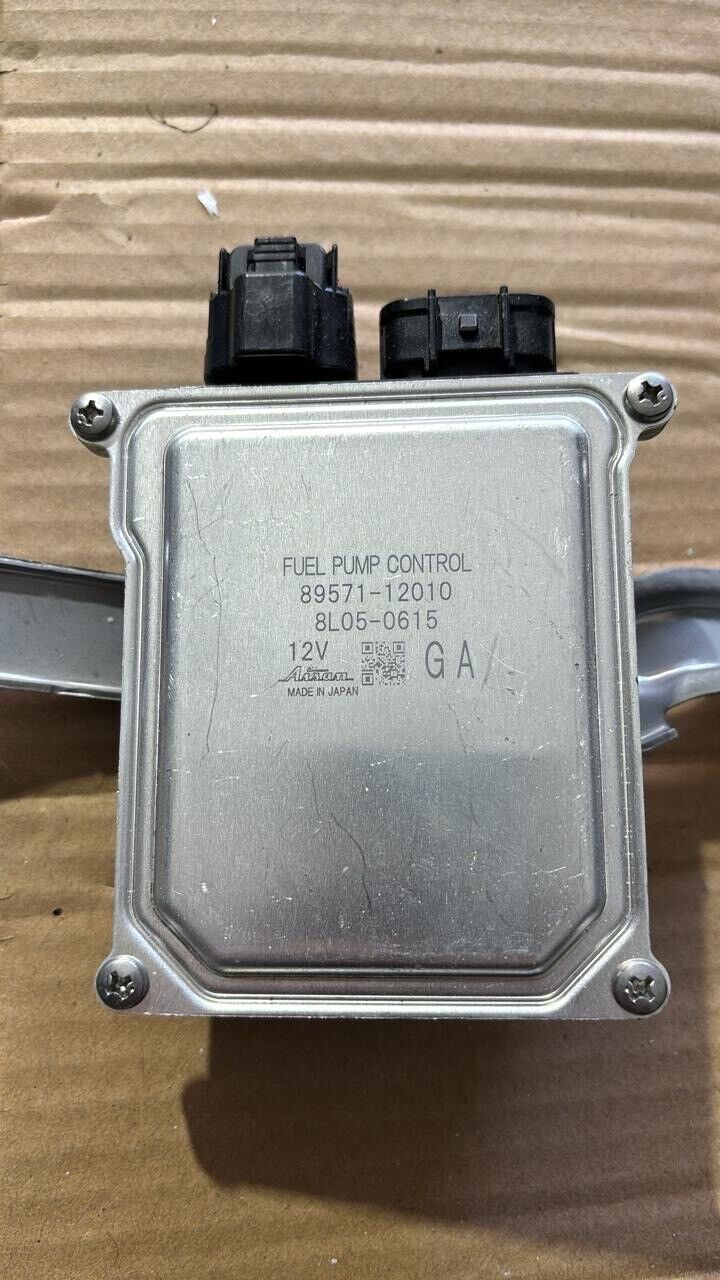 FUEL PUMP CONTROL
89571-12010
8L05-0615
12V
GA/
Aisan
MADE IN JAPAN